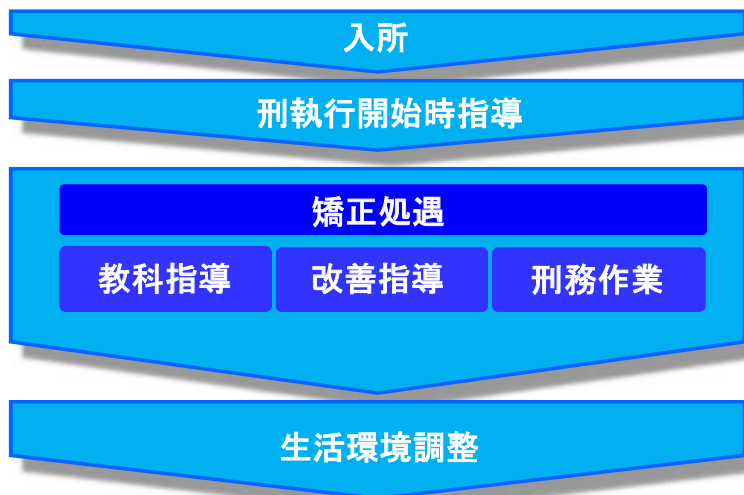 入所
刑執行開始時指導
矯正処遇
教科指導 改善指導 刑務作業
生活環境調整